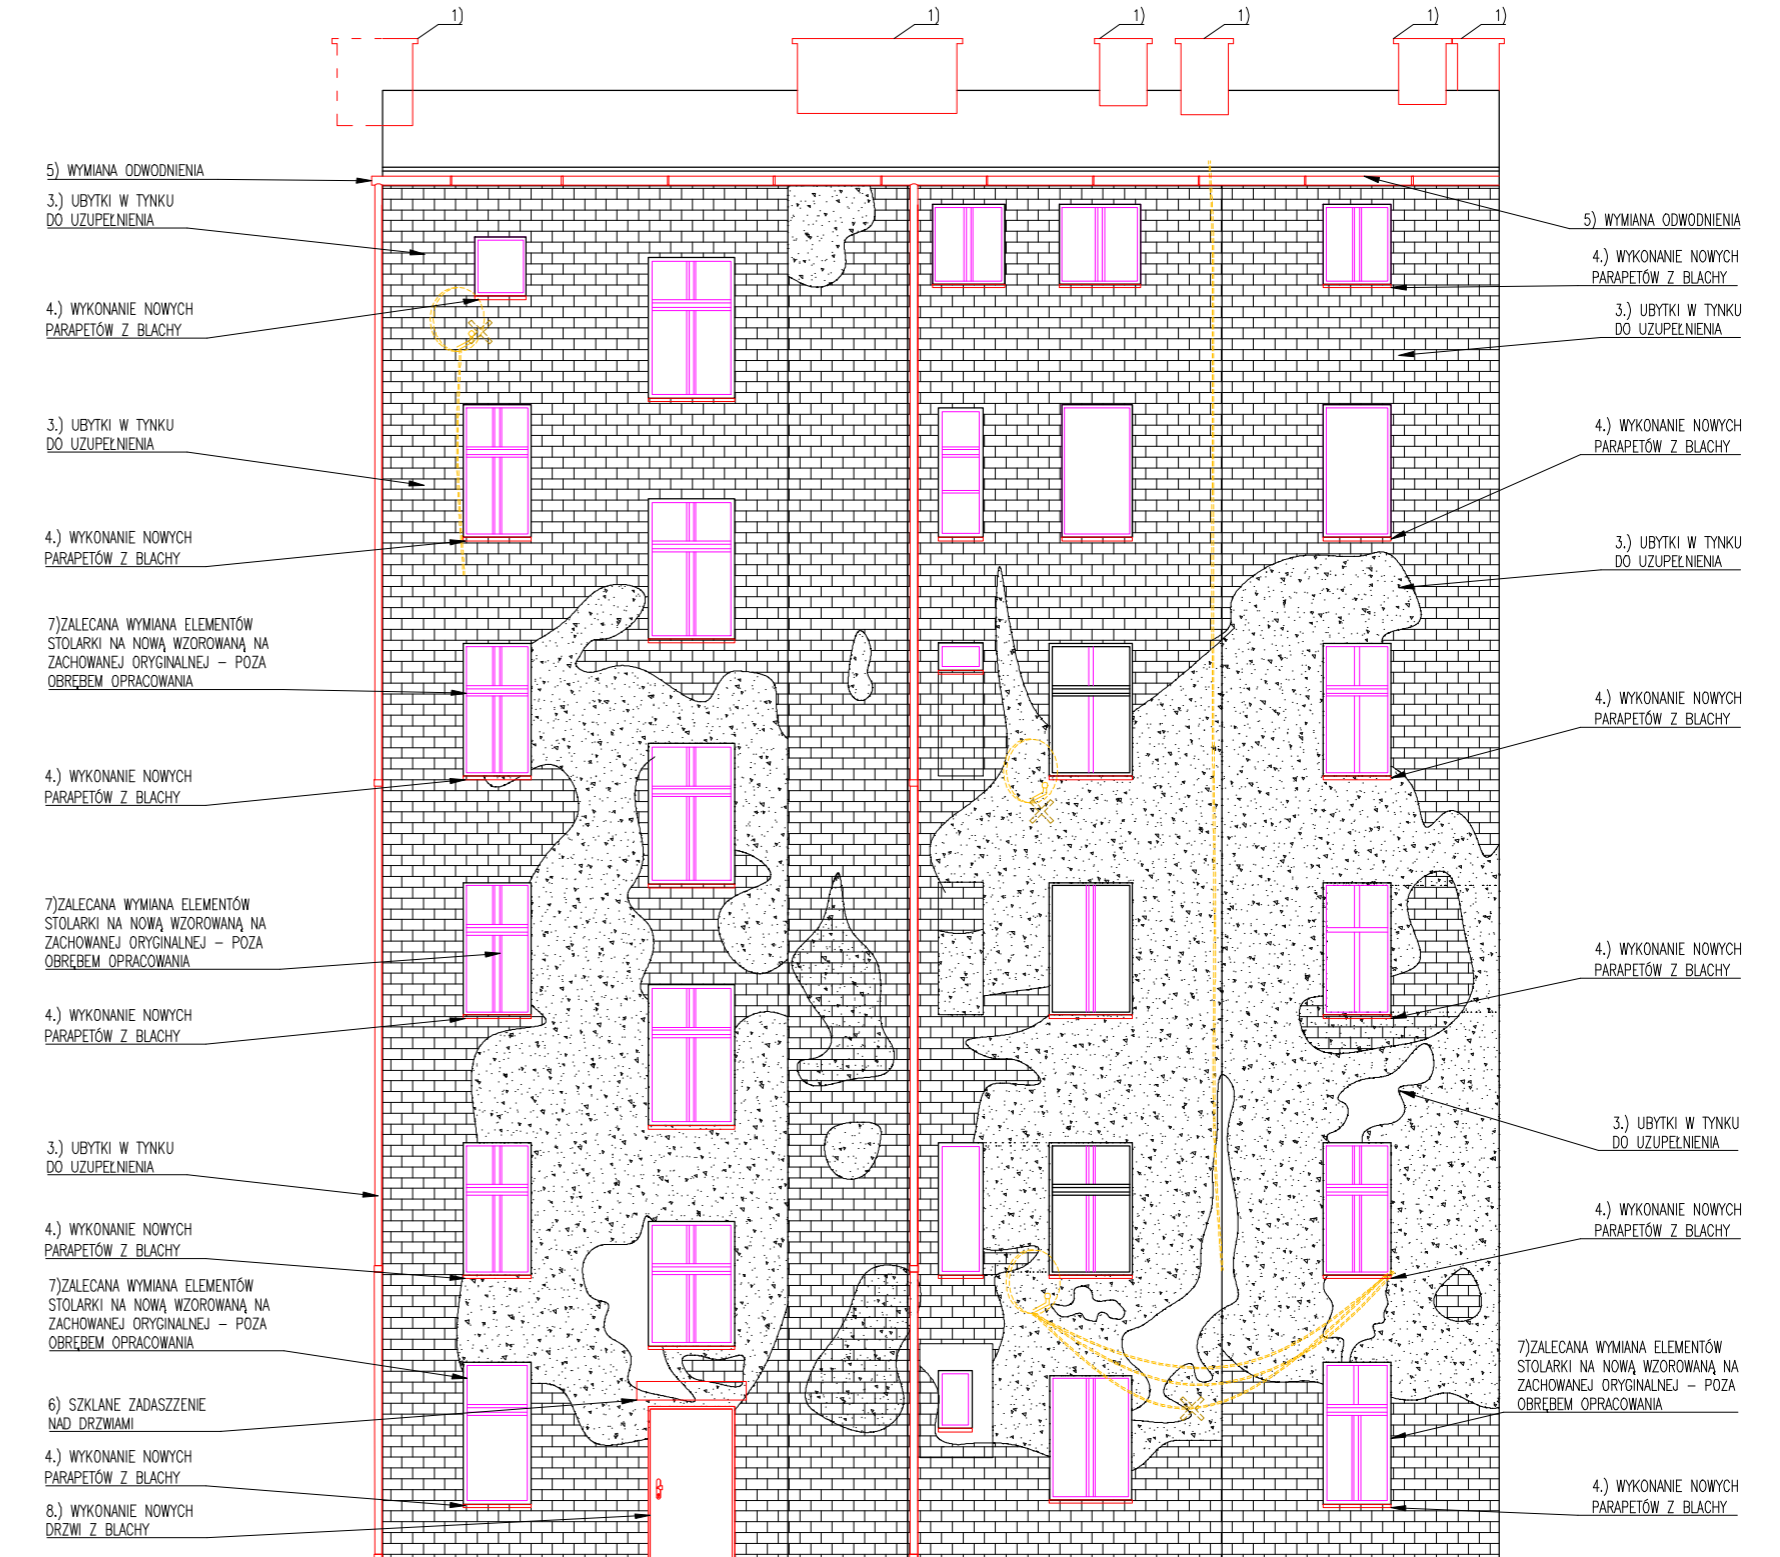 1)
1)
1)
1)
1)
1)
5) WYMIANA ODWODNIENIA
3.) UBYTKI W TYNKU
DO UZUPEŁNIENIA
4.) WYKONANIE NOWYCH
PARAPETÓW Z BLACHY
3.) UBYTKI W TYNKU
DO UZUPEŁNIENIA
4.) WYKONANIE NOWYCH
PARAPETÓW Z BLACHY
7)ZALECANA WYMIANA ELEMENTÓW
STOLARKI NA NOWĄ WZOROWANĄ NA
ZACHOWANEJ ORYGINALNEJ – POZA
OBRĘBEM OPRACOWANIA
4.) WYKONANIE NOWYCH
PARAPETÓW Z BLACHY
7)ZALECANA WYMIANA ELEMENTÓW
STOLARKI NA NOWĄ WZOROWANĄ NA
ZACHOWANEJ ORYGINALNEJ – POZA
OBRĘBEM OPRACOWANIA
4.) WYKONANIE NOWYCH
PARAPETÓW Z BLACHY
3.) UBYTKI W TYNKU
DO UZUPEŁNIENIA
4.) WYKONANIE NOWYCH
PARAPETÓW Z BLACHY
7)ZALECANA WYMIANA ELEMENTÓW
STOLARKI NA NOWĄ WZOROWANĄ NA
ZACHOWANEJ ORYGINALNEJ – POZA
OBRĘBEM OPRACOWANIA
6) SZKLANE ZADASZZENIE
NAD DRZWIAMI
4.) WYKONANIE NOWYCH
PARAPETÓW Z BLACHY
8.) WYKONANIE NOWYCH
DRZWI Z BLACHY
5) WYMIANA ODWODNIENIA
4.) WYKONANIE NOWYCH
PARAPETÓW Z BLACHY
3.) UBYTKI W TYNKU
DO UZUPEŁNIENIA
4.) WYKONANIE NOWYCH
PARAPETÓW Z BLACHY
3.) UBYTKI W TYNKU
DO UZUPEŁNIENIA
4.) WYKONANIE NOWYCH
PARAPETÓW Z BLACHY
4.) WYKONANIE NOWYCH
PARAPETÓW Z BLACHY
3.) UBYTKI W TYNKU
DO UZUPEŁNIENIA
4.) WYKONANIE NOWYCH
PARAPETÓW Z BLACHY
7)ZALECANA WYMIANA ELEMENTÓW
STOLARKI NA NOWĄ WZOROWANĄ NA
ZACHOWANEJ ORYGINALNEJ – POZA
OBRĘBEM OPRACOWANIA
4.) WYKONANIE NOWYCH
PARAPETÓW Z BLACHY